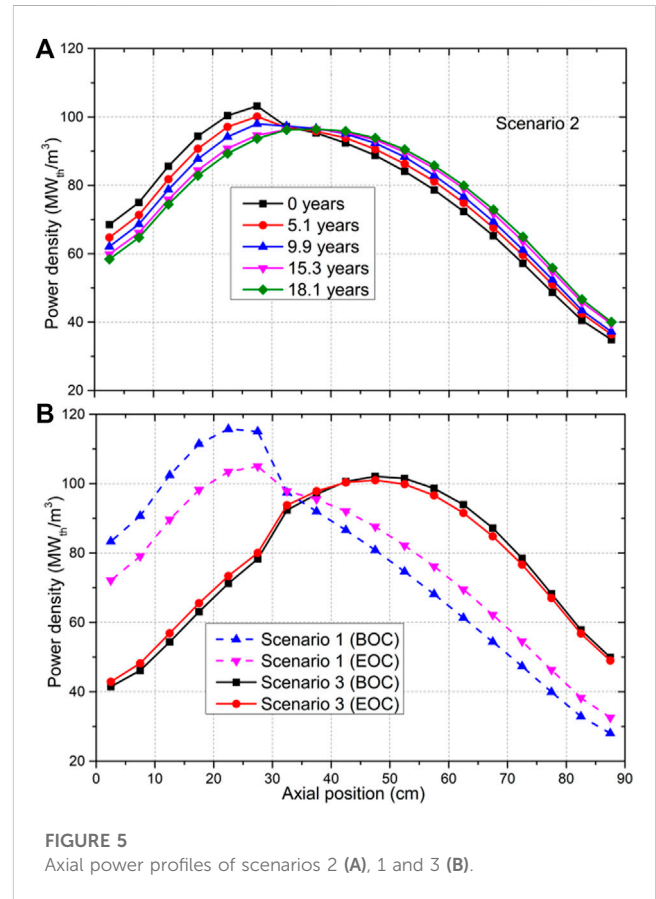 A
120
100
80
60
40
20
Power density (MWth/m³)
Scenario 2
0 years
5.1 years
9.9 years
15.3 years
18.1 years
B
120
100
80
60
40
20
Power density (MWth/m³)
Scenario 1 (BOC)
Scenario 1 (EOC)
Scenario 3 (BOC)
Scenario 3 (EOC)
0 10 20 30 40 50 60 70 80 90
Axial position (cm)
FIGURE 5
Axial power profiles of scenarios 2 (A), 1 and 3 (B).